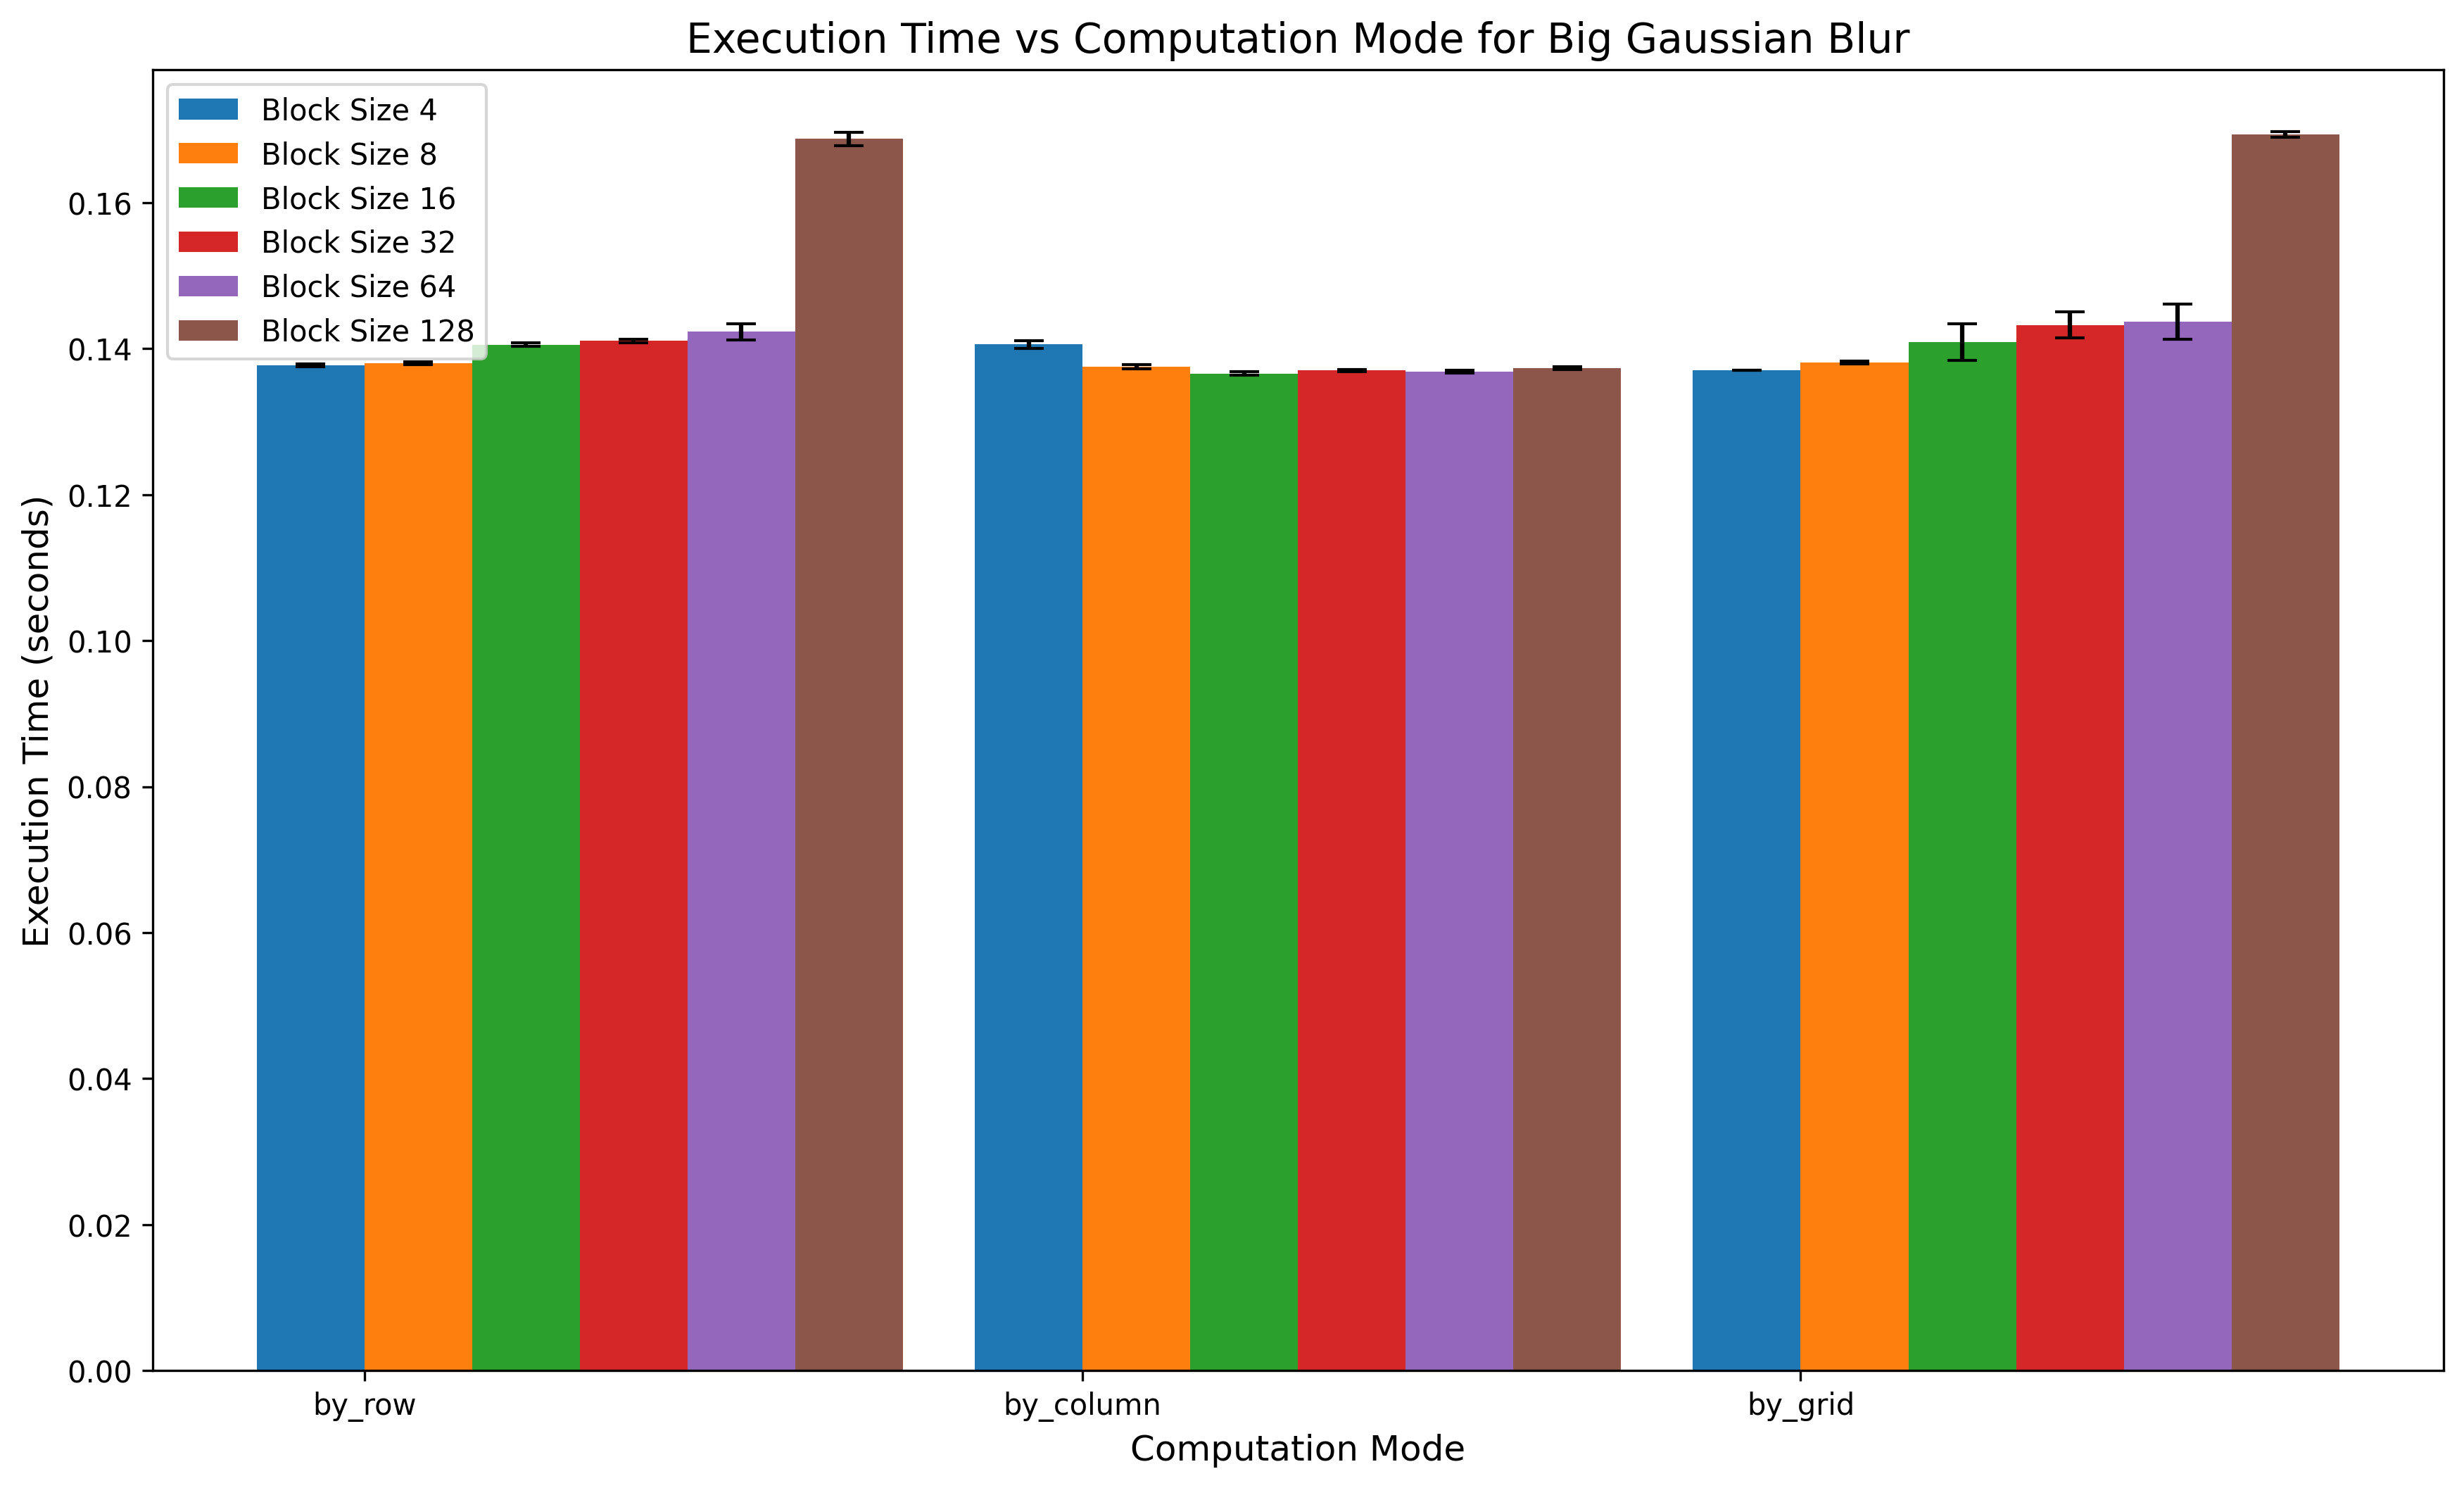 Execution Time vs Computation Mode for Big Gaussian Blur
Block Size 4
Block Size 8
Block Size 16
Block Size 32
Block Size 64
Block Size 128
Execution Time (seconds)
0.16
0.14
0.12
0.10
0.08
0.06
0.04
0.02
0.00
by_row
by_column
by_grid
Computation Mode